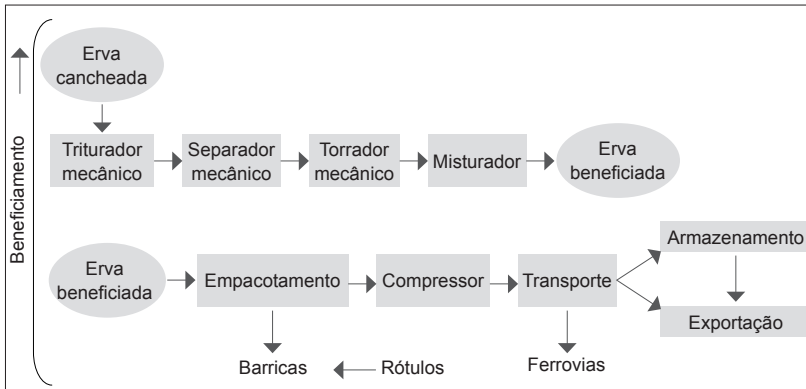 Beneficiamento
Erva
cancheada
Triturador
mecânico
Separador
mecânico
Torrador
mecânico
Misturador
Erva
beneficiada
Erva
beneficiada
Empacotamento
Compressor
Transporte
Armazenamento
Exportação
Barricas
Rótulos
Ferrovias